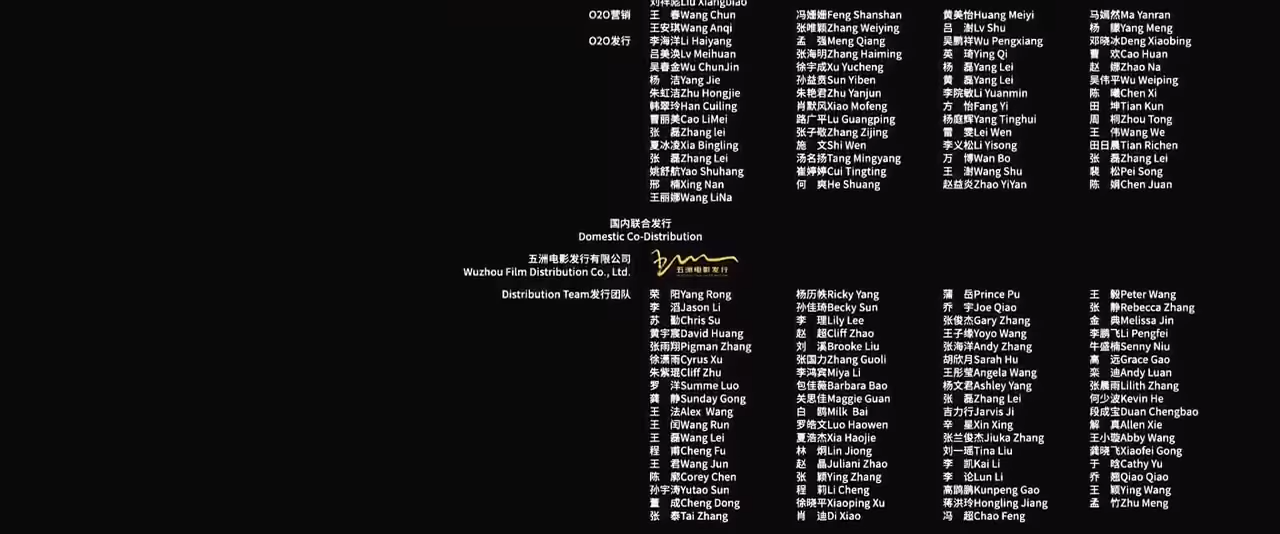 刘祥彪Liu Xiangbiao
O2O营销 王 春Wang Chun 冯姗姗Feng Shanshan 黄美怡Huang Meiyi 马嫣然Ma Yanran
王安琪Wang Anqi 张唯颖Zhang Weiying 吕 澍Lv Shu 杨 檬Yang Meng
O2O发行 李海洋Li Haiyang 孟 强Meng Qiang 吴鹏祥Wu Pengxiang 邓晓冰Deng Xiaobing
吕美涣Lv Meihuan 张海明Zhang Haiming 英 琦Ying Qi 曹 欢Cao Huan
吴春金Wu ChunJin 徐宇成Xu Yucheng 杨 磊Yang Lei 赵 娜Zhao Na
杨 洁Yang Jie 孙益贲Sun Yiben 黄 磊Yang Lei 吴伟平Wu Weiping
朱虹洁Zhu Hongjie 朱艳君Zhu Yanjun 李院敏Li Yuanmin 陈 曦Chen Xi
韩翠玲Han Cuiling 肖默风Xiao Mofeng 方 怡Fang Yi 田 坤Tian Kun
曹丽美Cao LiMei 路广平Lu Guangping 杨庭辉Yang Tinghui 周 桐Zhou Tong
张 磊Zhang lei 张子敬Zhang Zijing 雷 雯Lei Wen 王 伟Wang We
夏冰凌Xia Bingling 施 文Shi Wen 李义松Li Yisong 田日晨Tian Richen
张 磊Zhang Lei 汤名扬Tang Mingyang 万 博Wan Bo 张 磊Zhang Lei
姚舒航Yao Shuhang 崔婷婷Cui Tingting 王 澍Wang Shu 裴 松Pei Song
邢 楠Xing Nan 何 爽He Shuang 赵益炎Zhao YiYan 陈 娟Chen Juan
王丽娜Wang LiNa
国内联合发行
Domestic Co-Distribution
五洲电影发行有限公司 五洲电影发行
Wuzhou Film Distribution Co., Ltd.
Distribution Team发行团队 荣 阳Yang Rong 杨历帙Ricky Yang 蒲 岳Prince Pu 王 毅Peter Wang
李 滔Jason Li 孙佳琦Becky Sun 乔 宇Joe Qiao 张 静Rebecca Zhang
苏 勤Chris Su 李 理Lily Lee 张俊杰Gary Zhang 金 典Melissa Jin
黄宇宸David Huang 赵 超Cliff Zhao 王子缘Yoyo Wang 李鹏飞Li Pengfei
张雨翔Pigman Zhang 刘 溪Brooke Liu 张海洋Andy Zhang 牛盛楠Senny Niu
徐潇雨Cyrus Xu 张国力Zhang Guoli 胡欣月Sarah Hu 高 远Grace Gao
朱紫琨Cliff Zhu 李鸿宾Miya Li 王彤莹Angela Wang 栾 迪Andy Luan
罗 洋Summe Luo 包佳薇Barbara Bao 杨文君Ashley Yang 张晨雨Lilith Zhang
龚 静Sunday Gong 关思佳Maggie Guan 张 磊Zhang Lei 何少波Kevin He
王 法Alex Wang 白 鸥Milk Bai 吉力行Jarvis Ji 段成宝Duan Chengbao
王 闰Wang Run 罗皓文Luo Haowen 辛 星Xin Xing 解 真Allen Xie
王 磊Wang Lei 夏浩杰Xia Haojie 张兰俊杰Jiuka Zhang 王小璇Abby Wang
程 甫Cheng Fu 林 炯Lin Jiong 刘一瑶Tina Liu 龚晓飞Xiaofei Gong
王 君Wang Jun 赵 晶Juliani Zhao 李 凯Kai Li 于 晗Cathy Yu
陈 廓Corey Chen 张 颖Ying Zhang 李 论Lun Li 乔 翘Qiao Qiao
孙宇涛Yutao Sun 程 莉Li Cheng 高鹍鹏Kunpeng Gao 王 颖Ying Wang
董 成Cheng Dong 徐晓平Xiaoping Xu 蒋洪玲Hongling Jiang 孟 竹Zhu Meng
张 泰Tai Zhang 肖 迪Di Xiao 冯 超Chao Feng